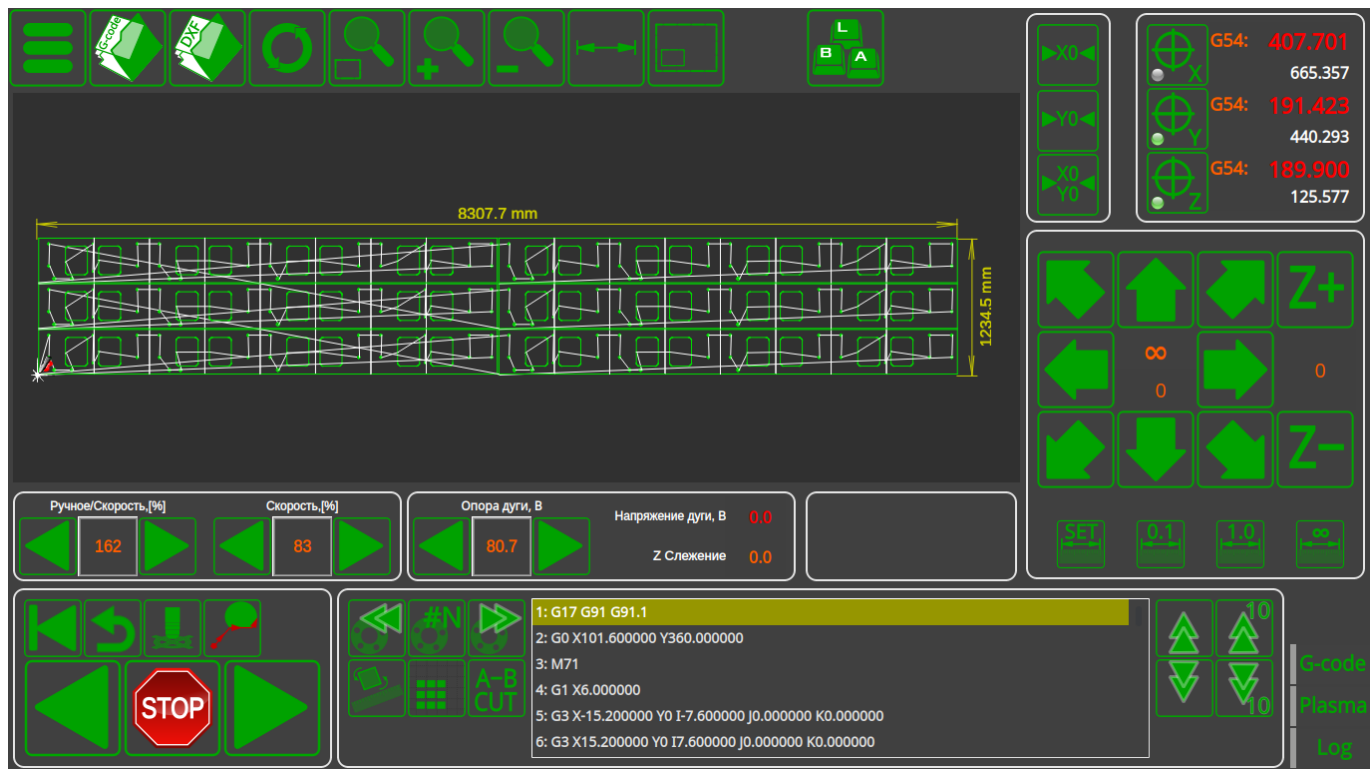 G-code
DXF
L
B A
►X0◄
►Y0◄
►X0◄
Y0
X
G54: 407.701
665.357
Y
G54: 191.423
440.293
Z
G54: 189.900
125.577
8307.7 mm
1234.5 mm
Z+
∞
0
0
Z-
SET
0.1
1.0
∞
Ручное/Скорость,[%]
162
Скорость,[%]
83
Опора дуги, В
80.7
Напряжение дуги, В 0.0
Z Слежение 0.0
STOP
#N
A-B
CUT
1: G17 G91 G91.1
2: G0 X101.600000 Y360.000000
3: M71
4: G1 X6.000000
5: G3 X-15.200000 Y0 I-7.600000 J0.000000 K0.000000
6: G3 X15.200000 Y0 I7.600000 J0.000000 K0.000000
10
10
G-code
Plasma
Log